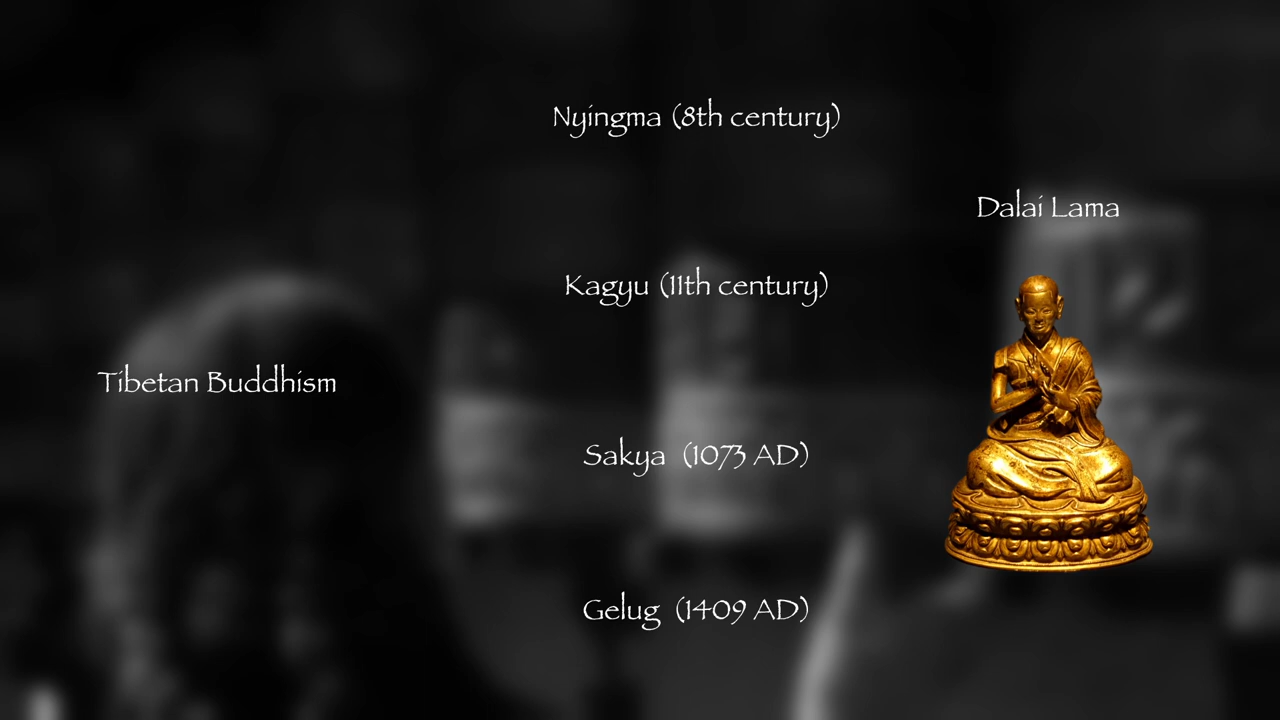 Nyingma (8th century)
Dalai Lama
Kagyu (11th century)
Tibetan Buddhism
Sakya (1073 AD)
Gelug (1409 AD)